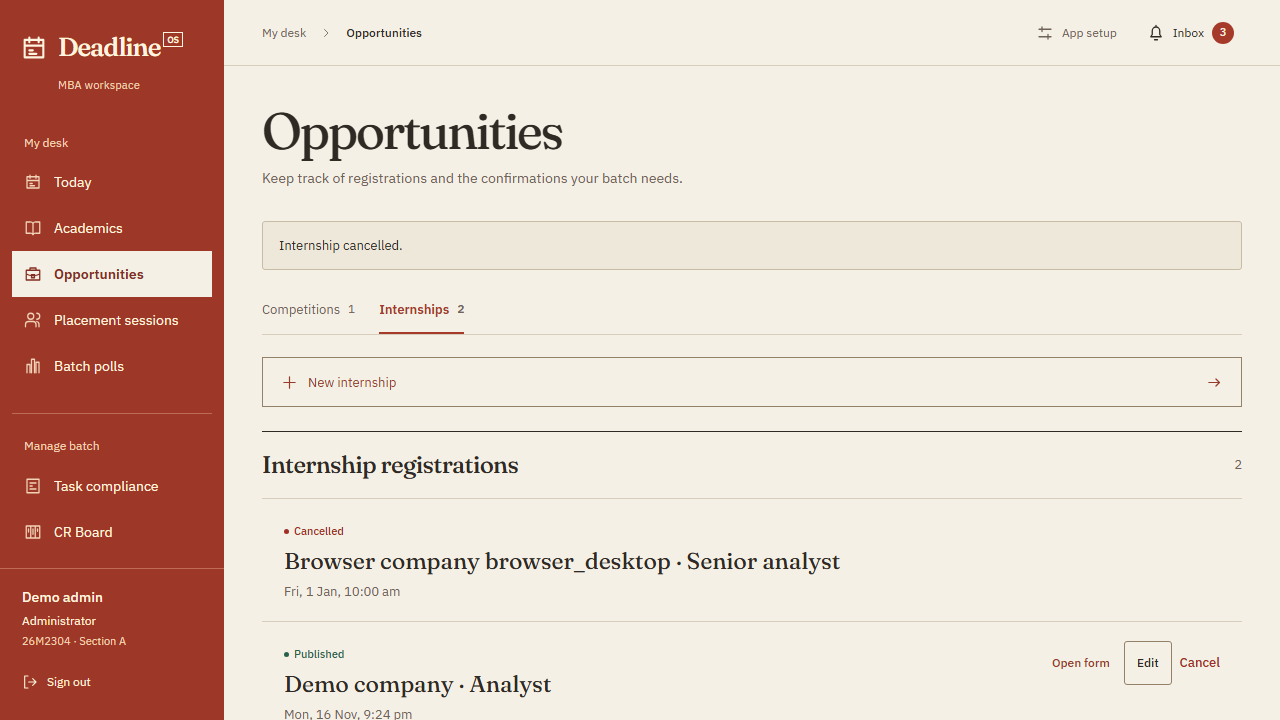 Deadline OS
MBA workspace
My desk
Today
Academics
Opportunities
Placement sessions
Batch polls
Manage batch
Task compliance
CR Board
Demo admin
Administrator
26M2304 · Section A
Sign out
My desk > Opportunities
App setup
Inbox 3
Opportunities
Keep track of registrations and the confirmations your batch needs.
Internship cancelled.
Competitions 1 Internships 2
New internship
Internship registrations 2
Cancelled
Browser company browser_desktop · Senior analyst
Fri, 1 Jan, 10:00 am
Published
Demo company · Analyst
Mon, 16 Nov, 9:24 pm
Open form Edit Cancel